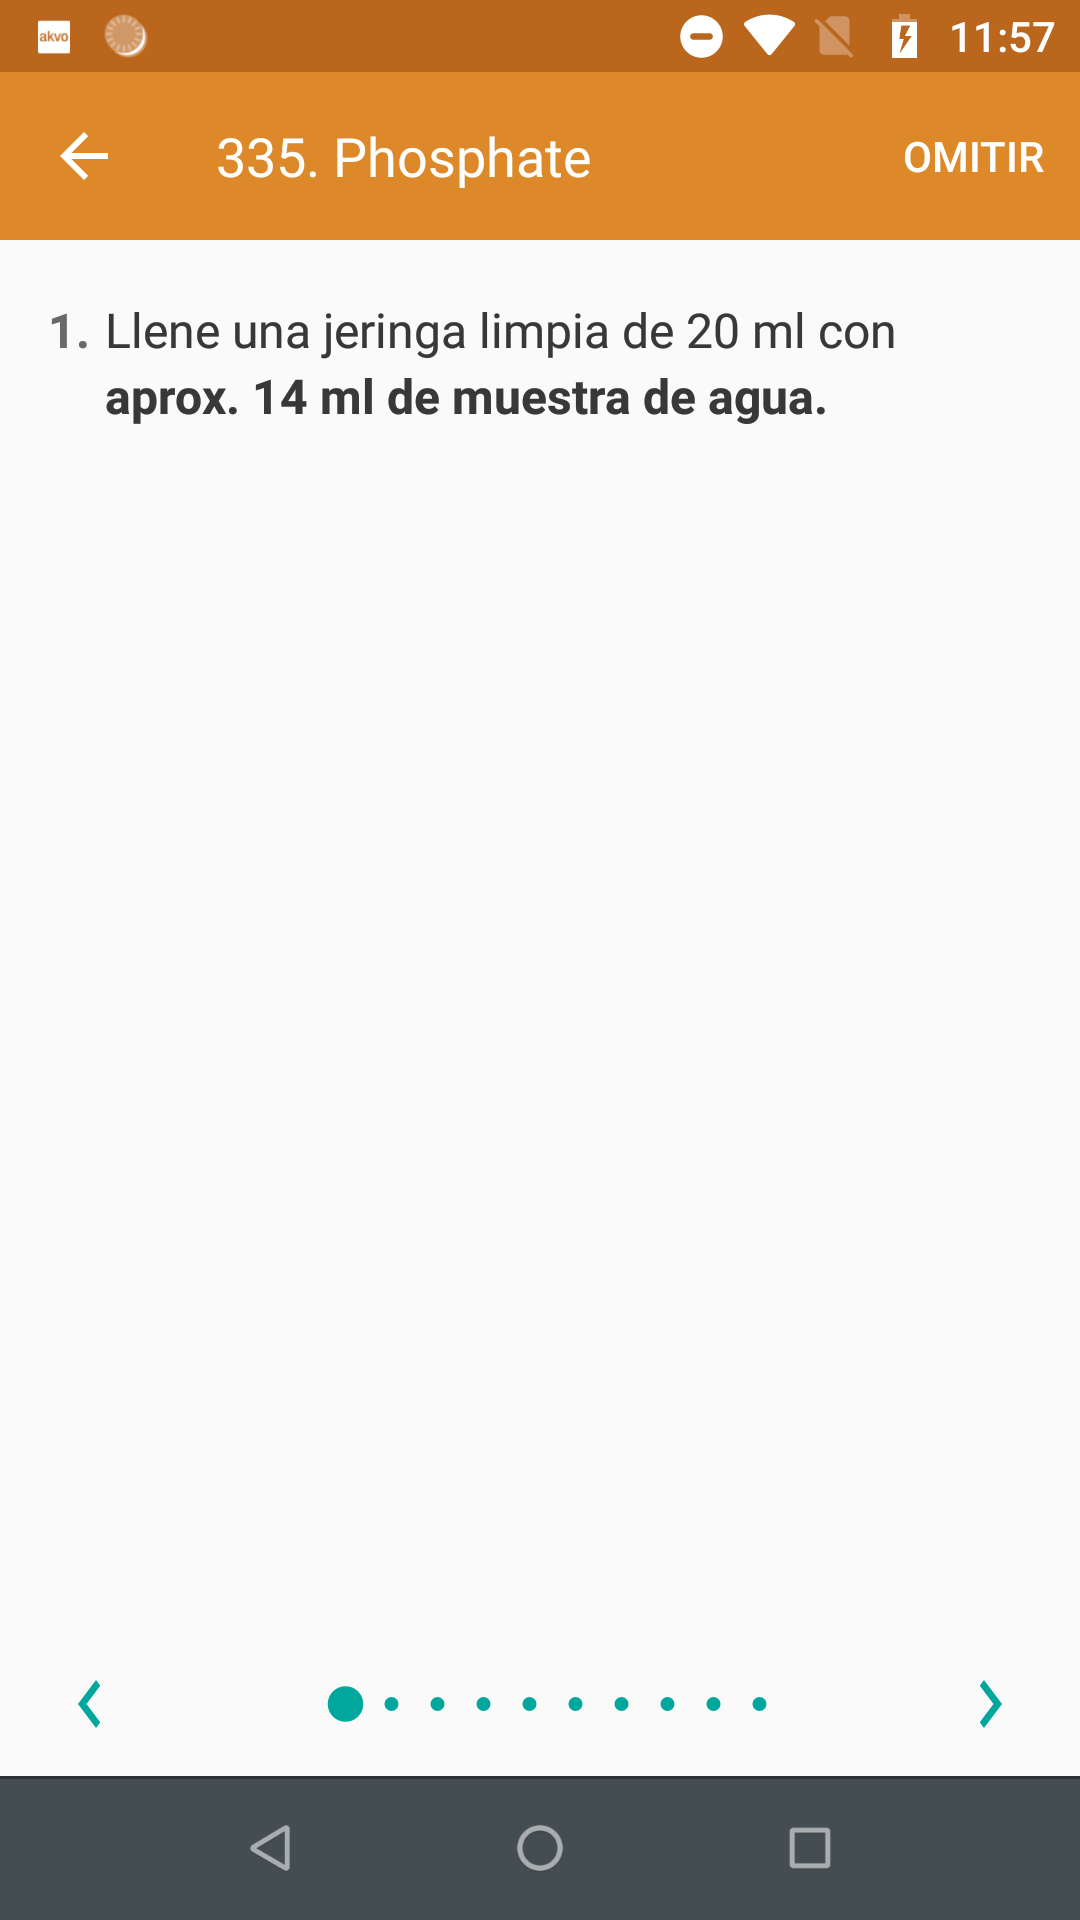 akvo
11:57
335. Phosphate
OMITIR
1. Llene una jeringa limpia de 20 ml con
aprox. 14 ml de muestra de agua.